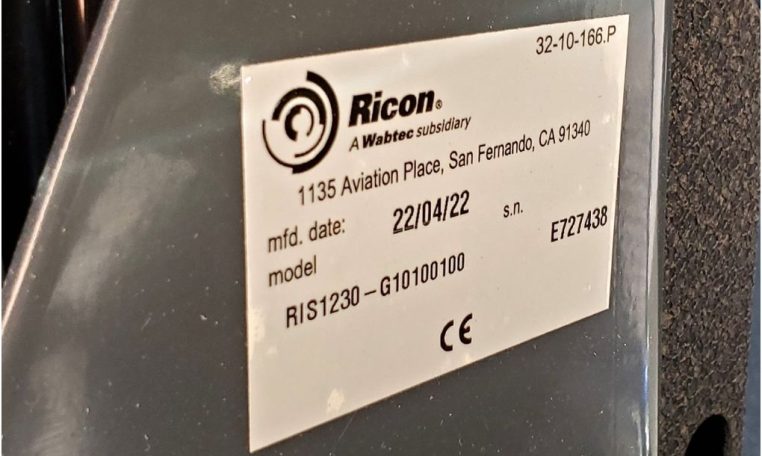 32-10-166.P
Ricon®
A Wabtec subsidiary
1135 Aviation Place, San Fernando, CA 91340
mfd. date: 22/04/22 s.n. E727438
model
RIS1230-G10100100
CE